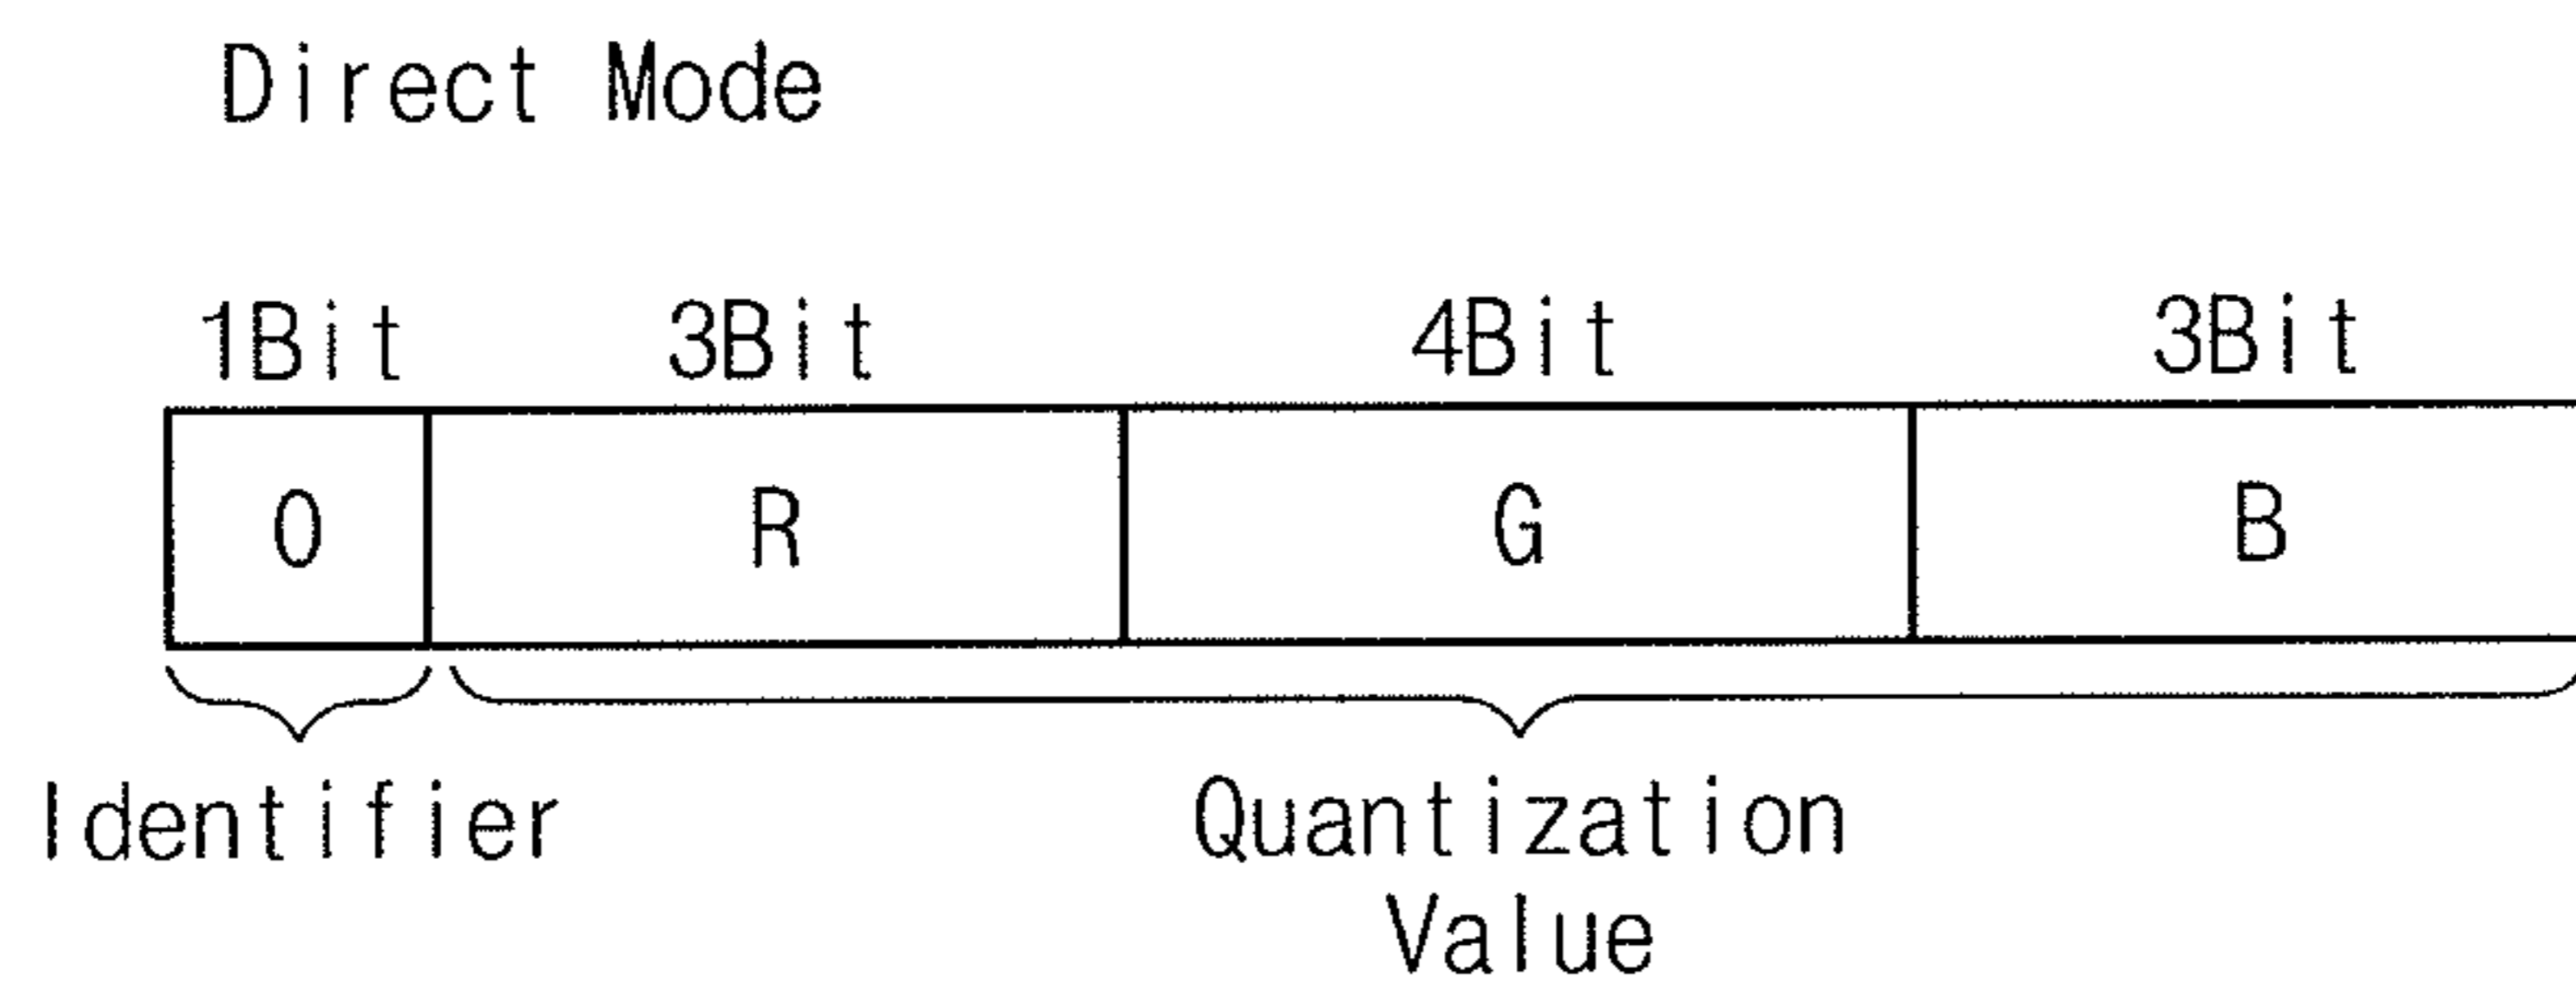 Direct Mode
1Bit 3Bit 4Bit 3Bit
0 R G B
Identifier Quantization
Value